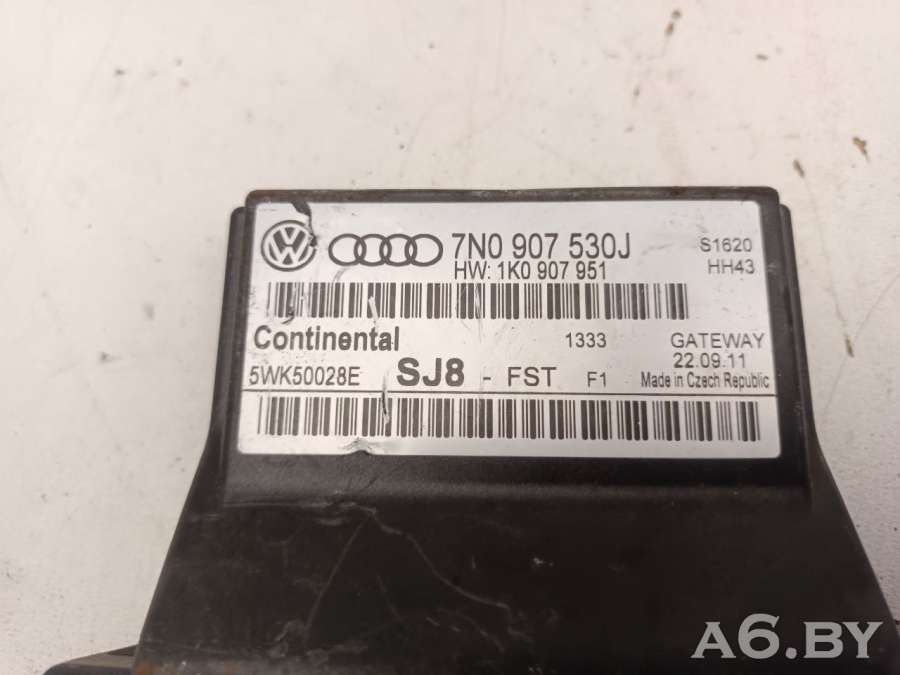 7N0 907 530J S1620
HW: 1K0 907 951 HH43
Continental 1333 GATEWAY
22.09.11
5WK50028E SJ8 - FST F1 Made in Czech Republic
A6.BY